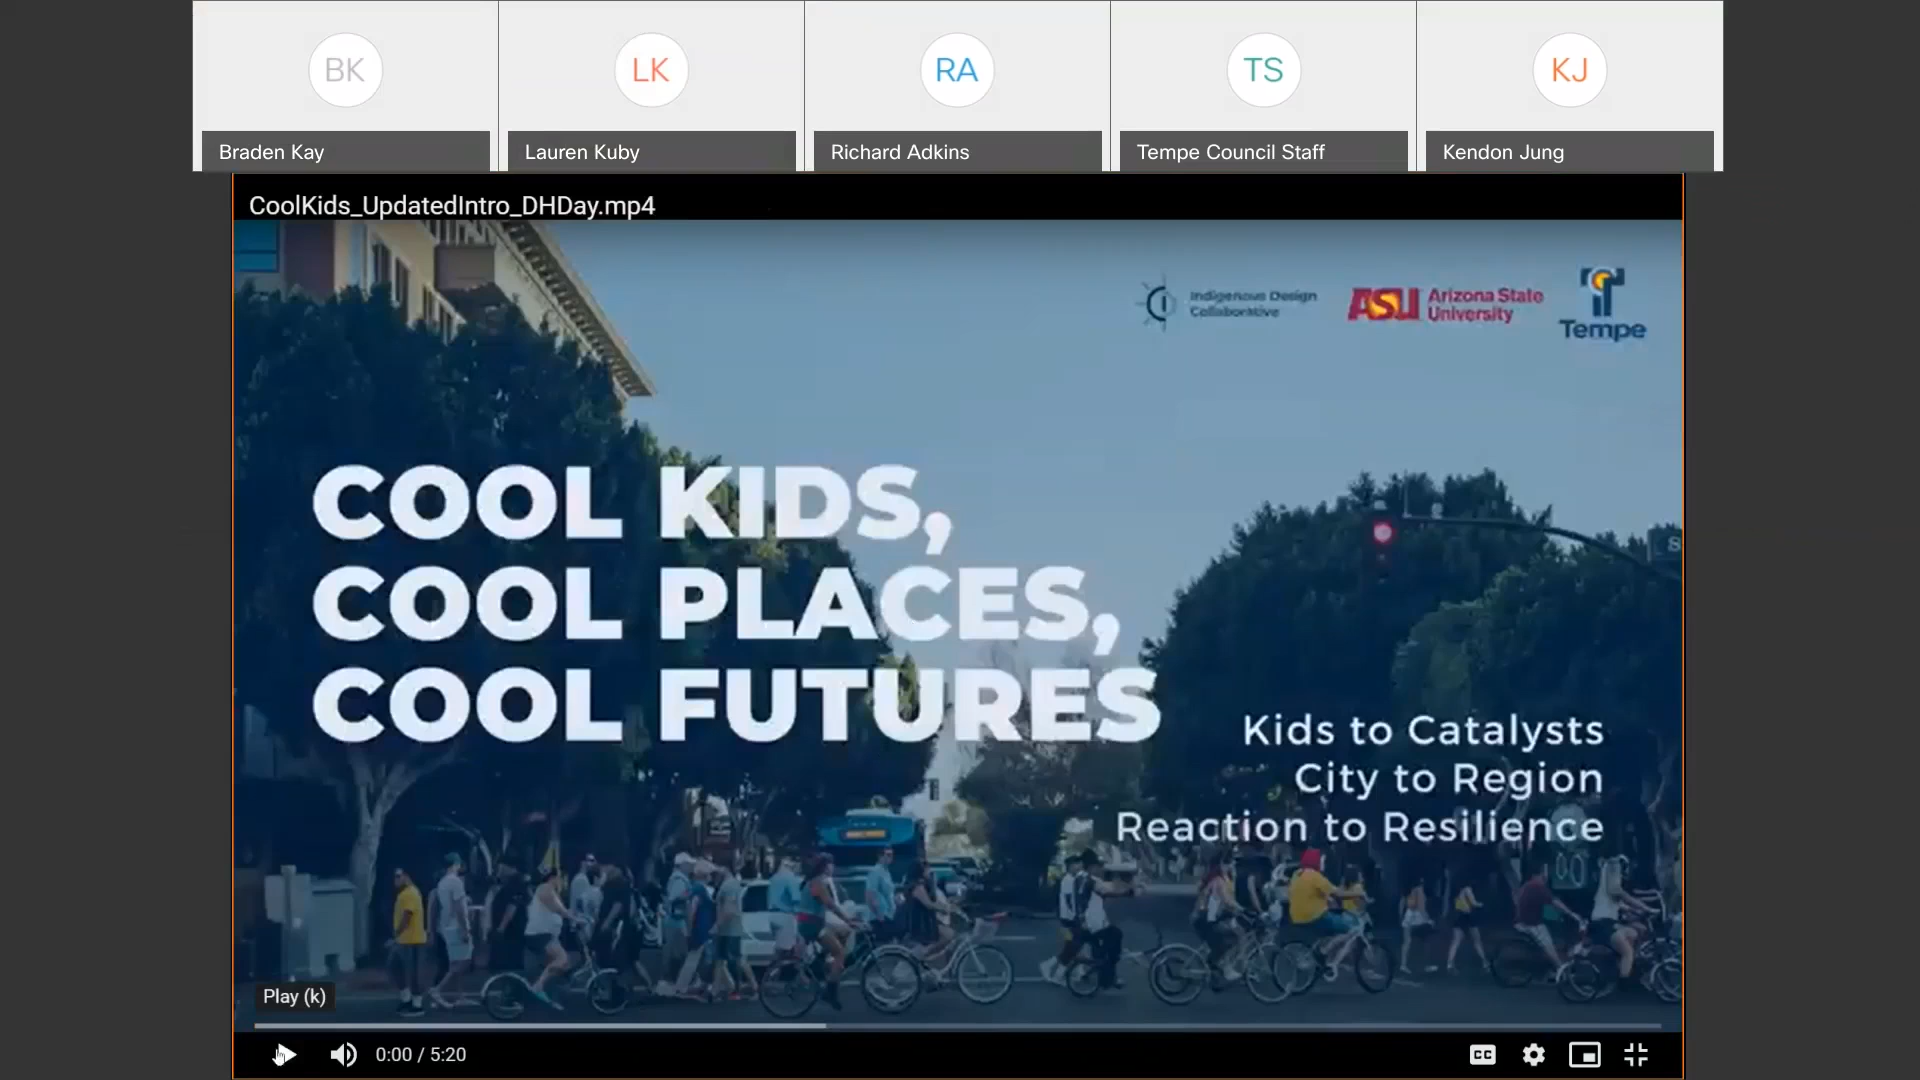 BK
LK
RA
TS
KJ
Braden Kay
Lauren Kuby
Richard Adkins
Tempe Council Staff
Kendon Jung
CoolKids_UpdatedIntro_DHDay.mp4
Indigenous Design
Collaborative
ASU Arizona State
University
Tempe
COOL KIDS,
COOL PLACES,
COOL FUTURES
Kids to Catalysts
City to Region
Reaction to Resilience
Play (k)
0:00 / 5:20
CC